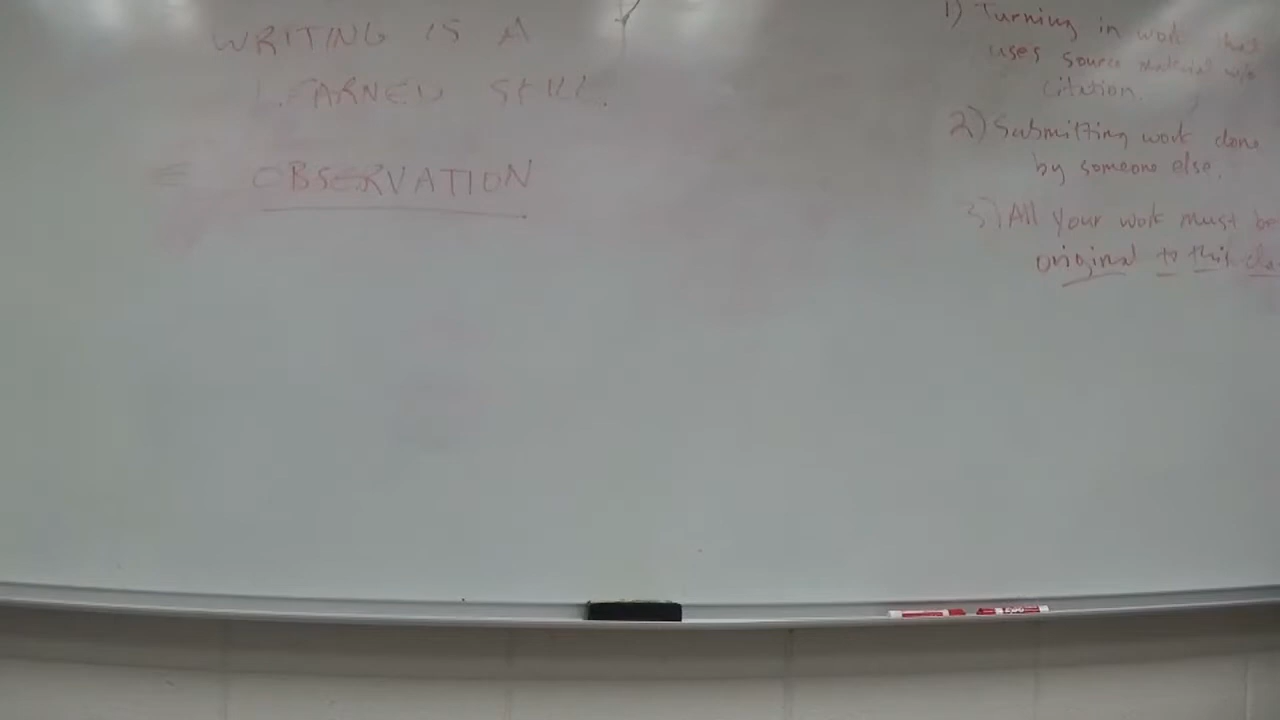 WRITING IS A
LEARNED SKILL.
OBSERVATION
1) Turning in work that
uses source material w/o
citation.
2) Submitting work done
by someone else.
3) All your work must be
original to this
EXPO